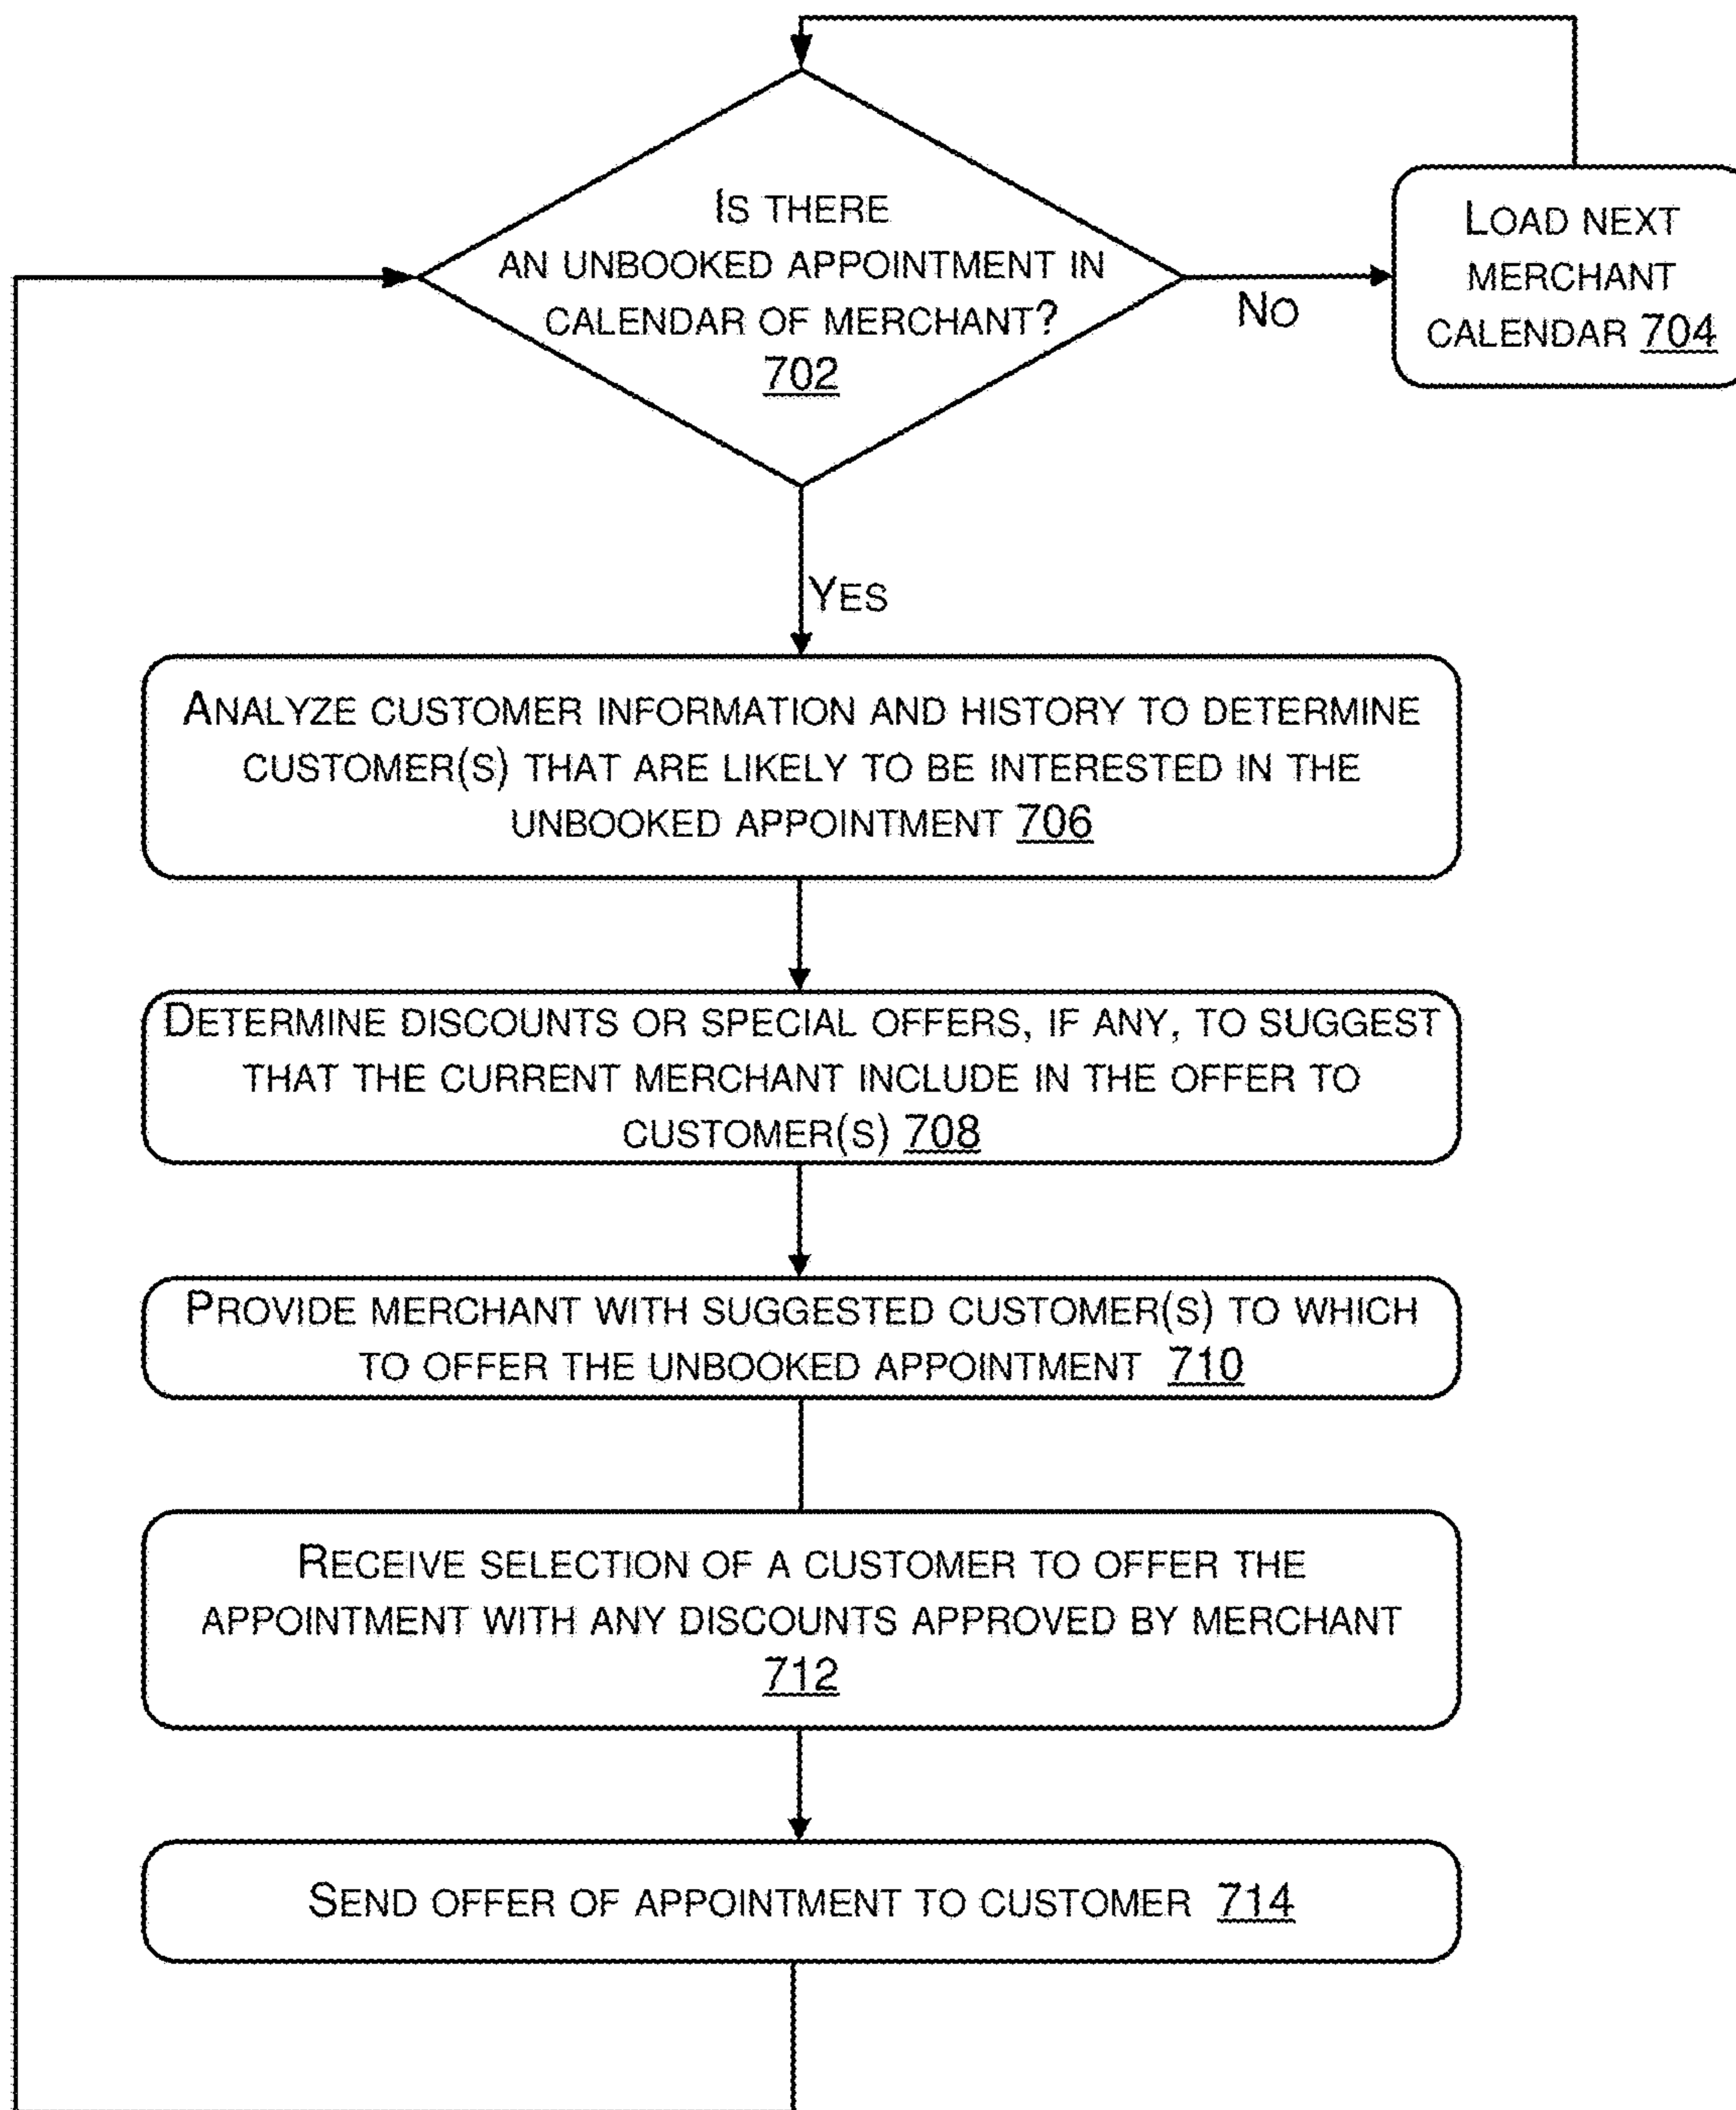 IS THERE
AN UNBOOKED APPOINTMENT IN
CALENDAR OF MERCHANT?
702
NO
LOAD NEXT
MERCHANT
CALENDAR 704
YES
ANALYZE CUSTOMER INFORMATION AND HISTORY TO DETERMINE
CUSTOMER(S) THAT ARE LIKELY TO BE INTERESTED IN THE
UNBOOKED APPOINTMENT 706
DETERMINE DISCOUNTS OR SPECIAL OFFERS, IF ANY, TO SUGGEST
THAT THE CURRENT MERCHANT INCLUDE IN THE OFFER TO
CUSTOMER(S) 708
PROVIDE MERCHANT WITH SUGGESTED CUSTOMER(S) TO WHICH
TO OFFER THE UNBOOKED APPOINTMENT 710
RECEIVE SELECTION OF A CUSTOMER TO OFFER THE
APPOINTMENT WITH ANY DISCOUNTS APPROVED BY MERCHANT
712
SEND OFFER OF APPOINTMENT TO CUSTOMER 714